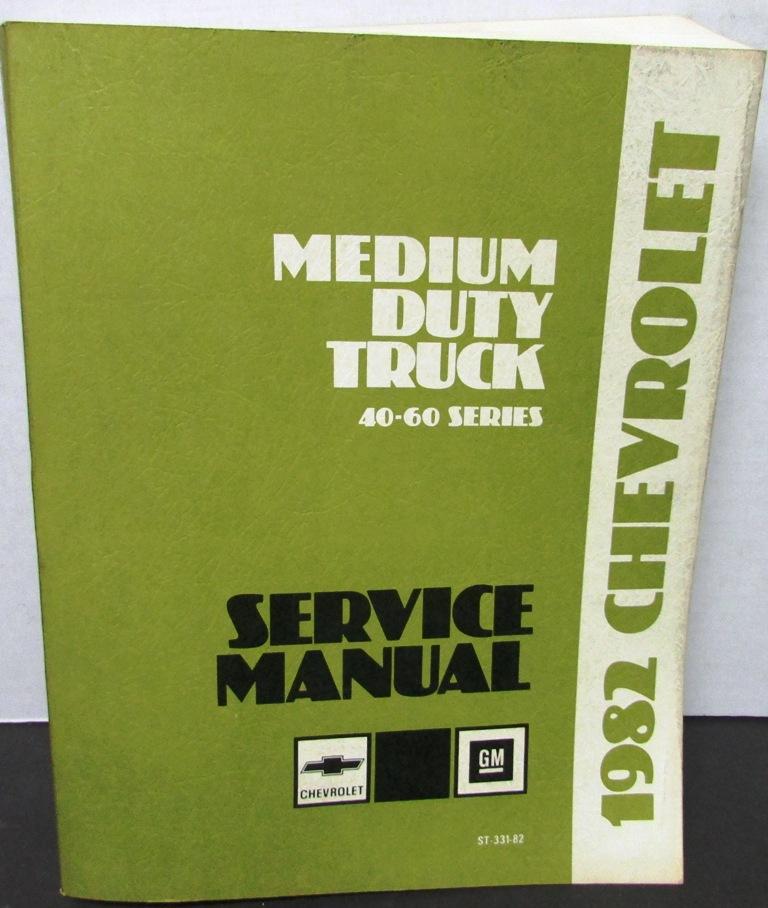 MEDIUM
DUTY
TRUCK
40-60 SERIES
SERVICE
MANUAL
CHEVROLET
GM
ST-331-82
1982 CHEVROLET